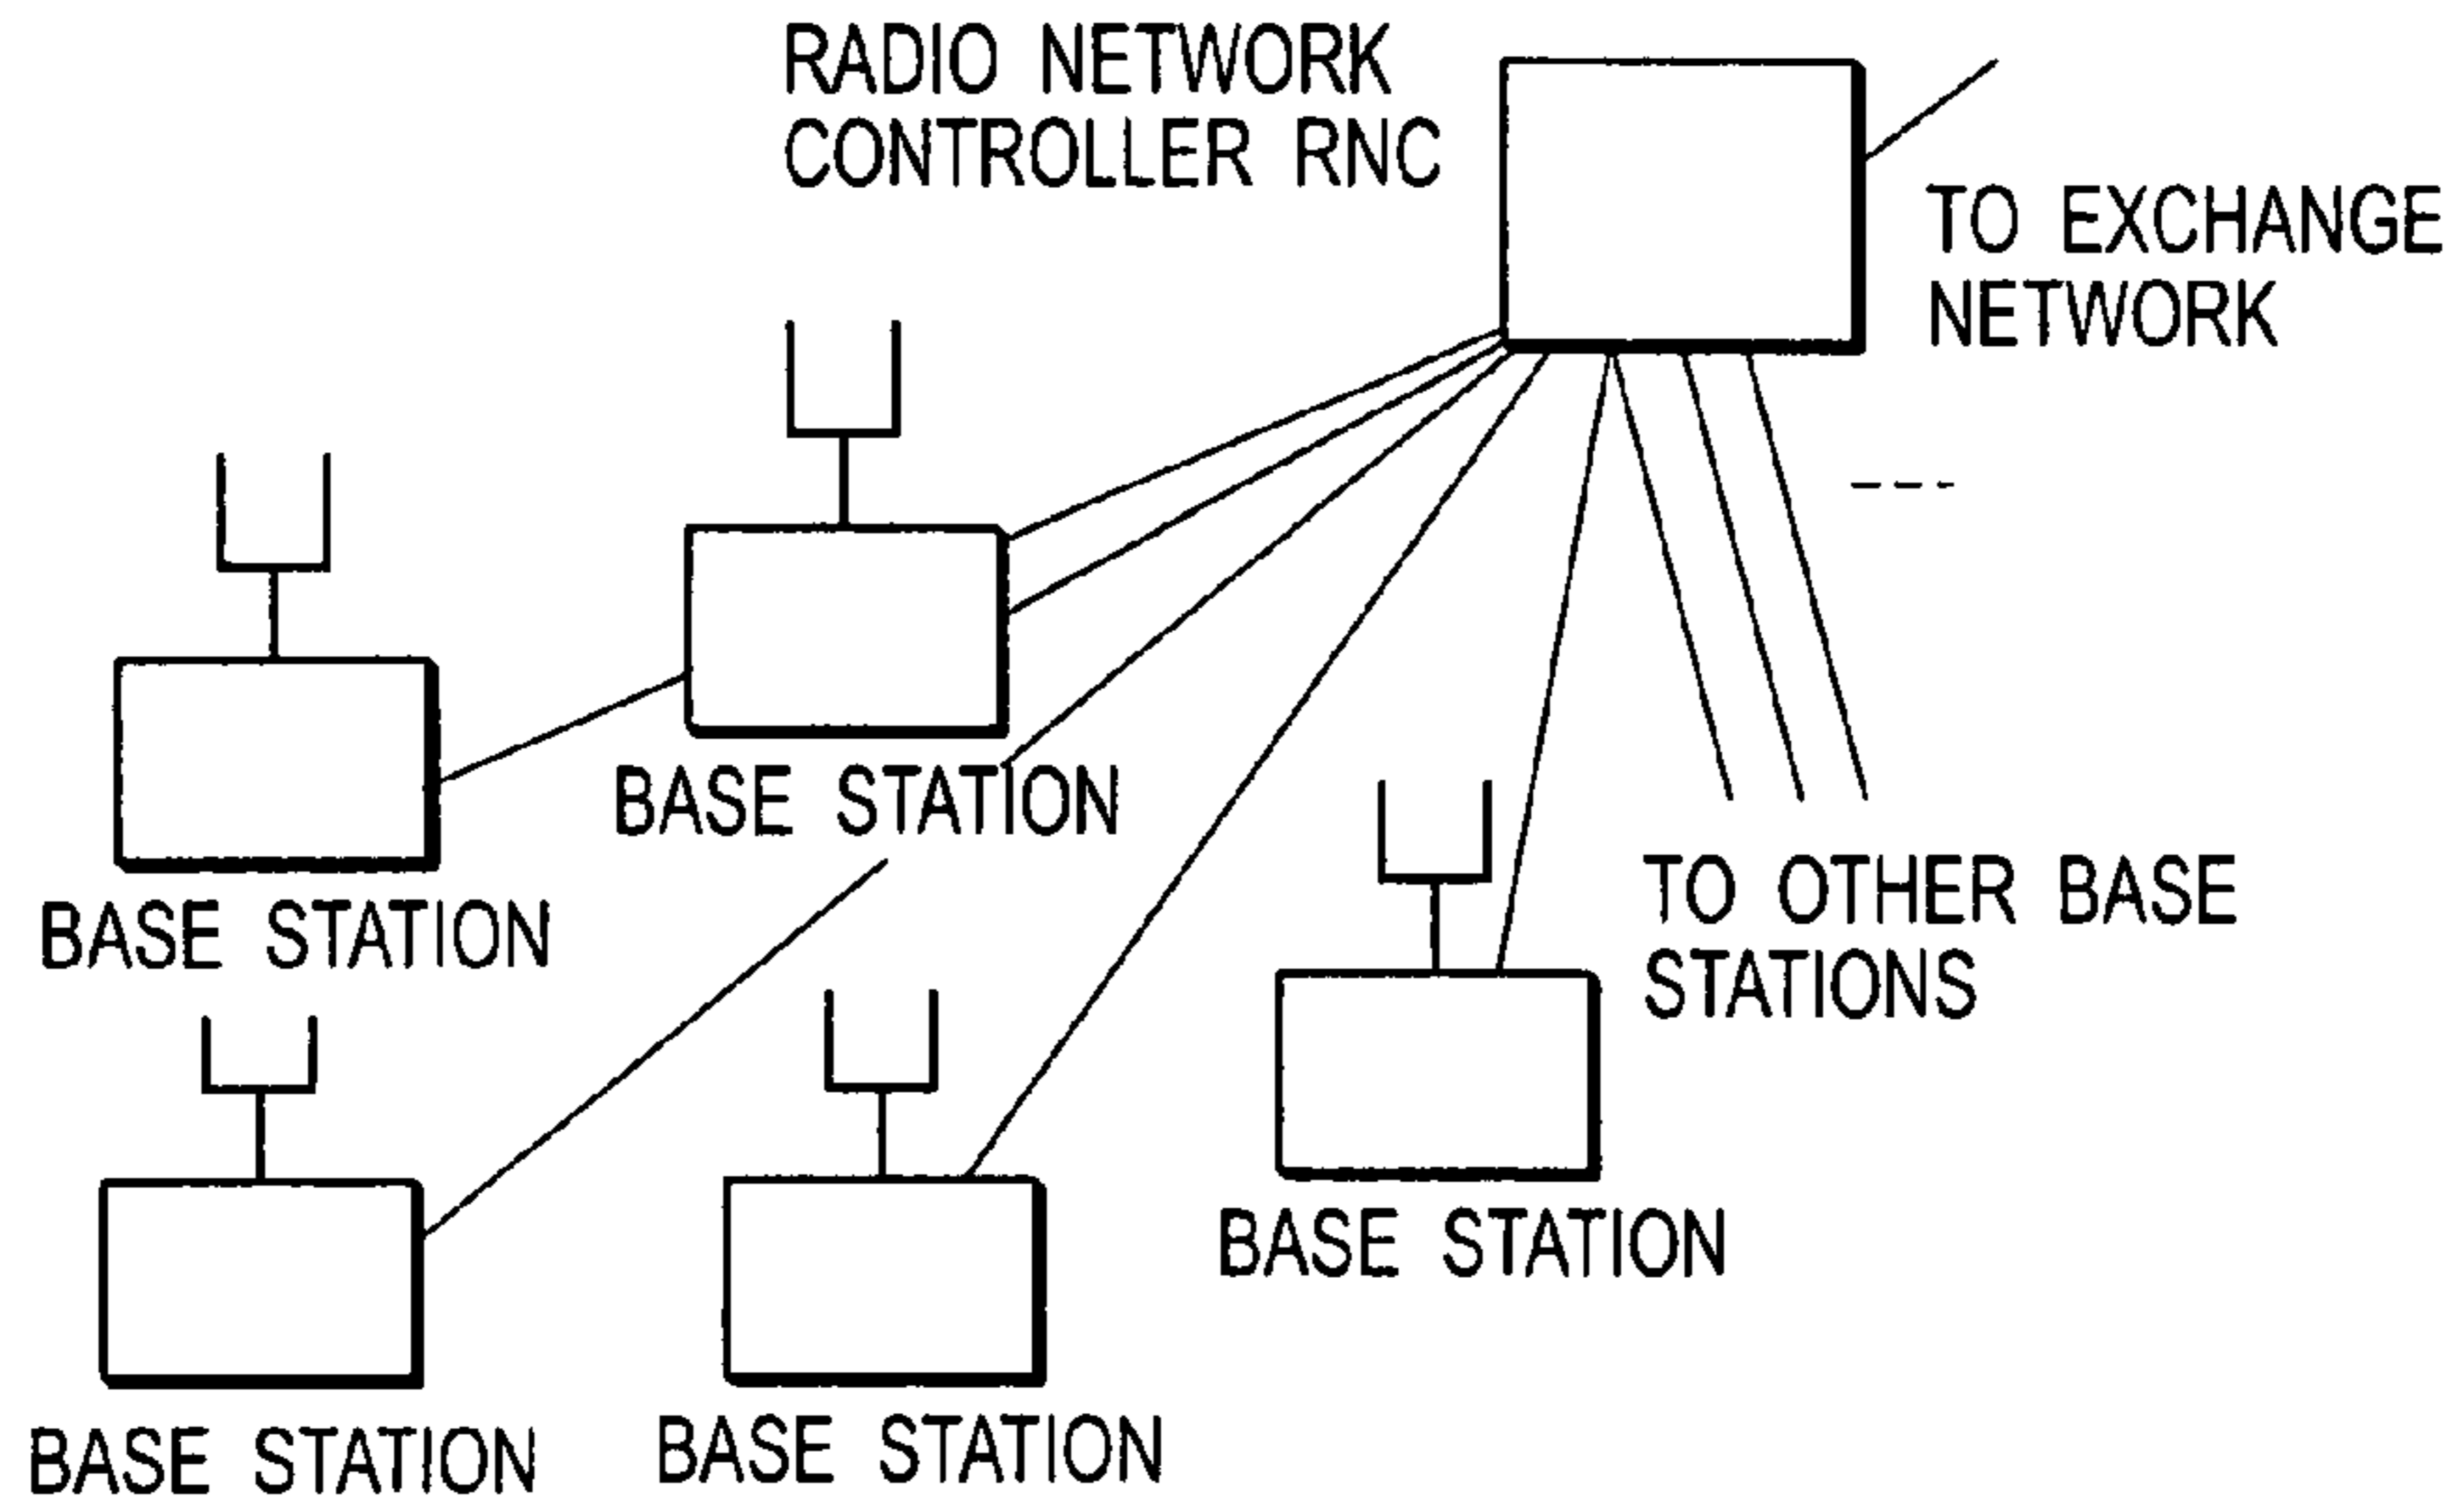 RADIO NETWORK
CONTROLLER RNC
TO EXCHANGE
NETWORK
BASE STATION
BASE STATION
TO OTHER BASE
STATIONS
BASE STATION
BASE STATION
BASE STATION